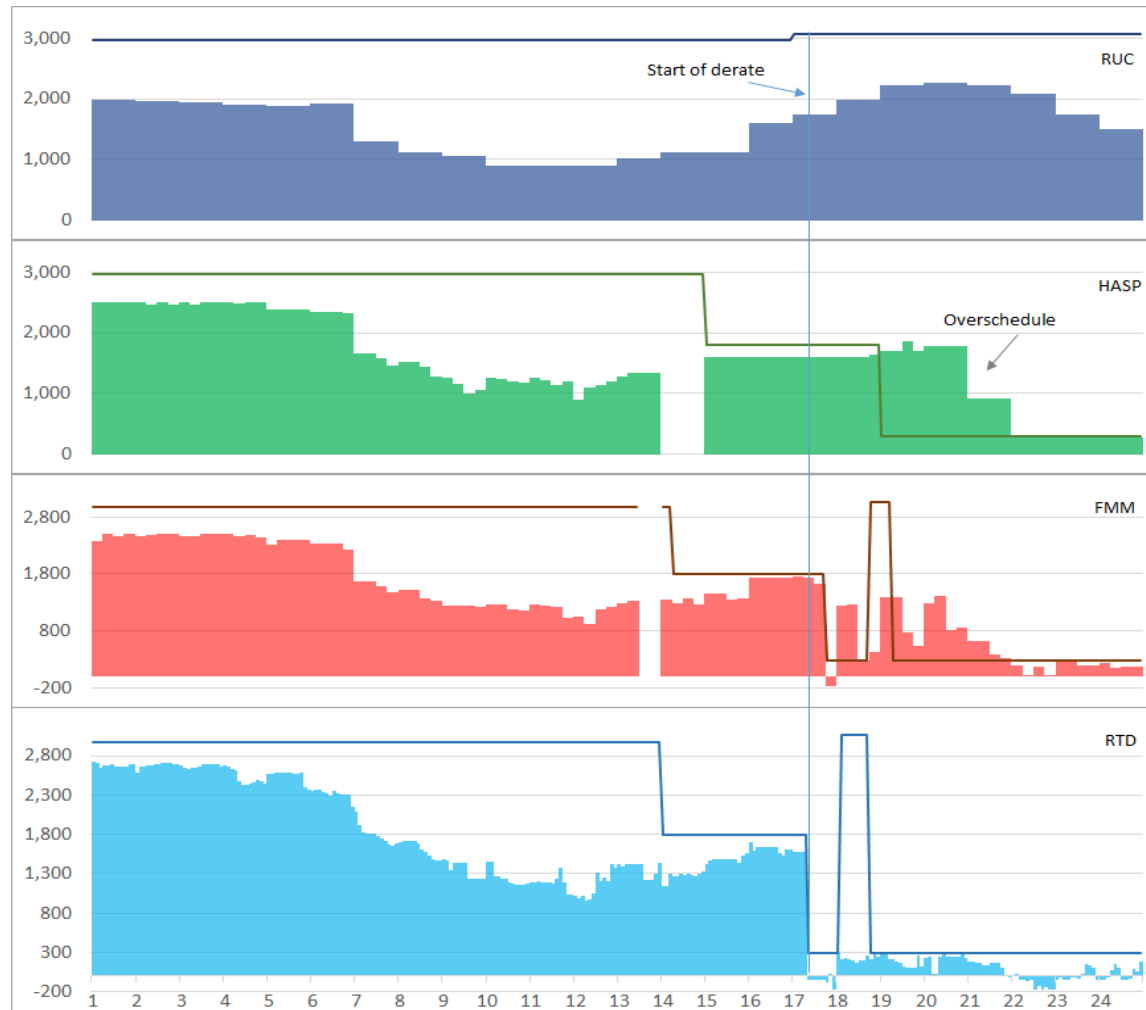 3,000
RUC
Start of derate
2,000
1,000
0
3,000
HASP
Overschedule
2,000
1,000
0
2,800
FMM
1,800
800
-200
2,800
RTD
2,300
1,800
1,300
800
300
-200
1 2 3 4 5 6 7 8 9 10 11 12 13 14 15 16 17 18 19 20 21 22 23 24